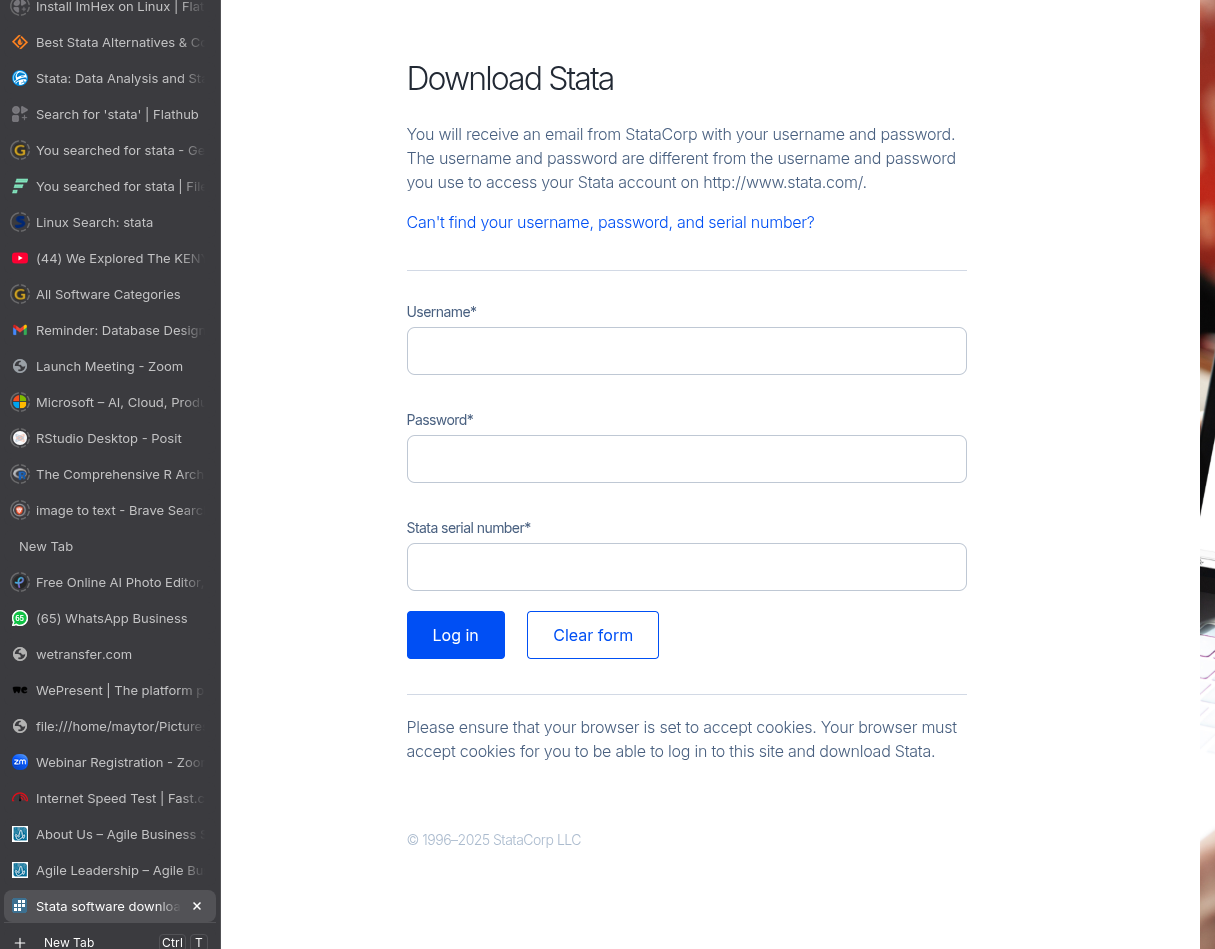 Install ImHex on Linux | Flat
Best Stata Alternatives & C
Stata: Data Analysis and Sta
Search for 'stata' | Flathub
You searched for stata - Ge
You searched for stata | File
Linux Search: stata
(44) We Explored The KEN
All Software Categories
Reminder: Database Design
Launch Meeting - Zoom
Microsoft – AI, Cloud, Produ
RStudio Desktop - Posit
The Comprehensive R Arch
image to text - Brave Searc
New Tab
Free Online AI Photo Editor,
(65) WhatsApp Business
wetransfer.com
WePresent | The platform p
file:///home/maytor/Picture
Webinar Registration - Zoo
Internet Speed Test | Fast.c
About Us – Agile Business
Agile Leadership – Agile Bu
Stata software downloa
New Tab Ctrl T
Download Stata
You will receive an email from StataCorp with your username and password.
The username and password are different from the username and password
you use to access your Stata account on http://www.stata.com/.
Can't find your username, password, and serial number?
Username*
Password*
Stata serial number*
Log in Clear form
Please ensure that your browser is set to accept cookies. Your browser must
accept cookies for you to be able to log in to this site and download Stata.
© 1996–2025 StataCorp LLC